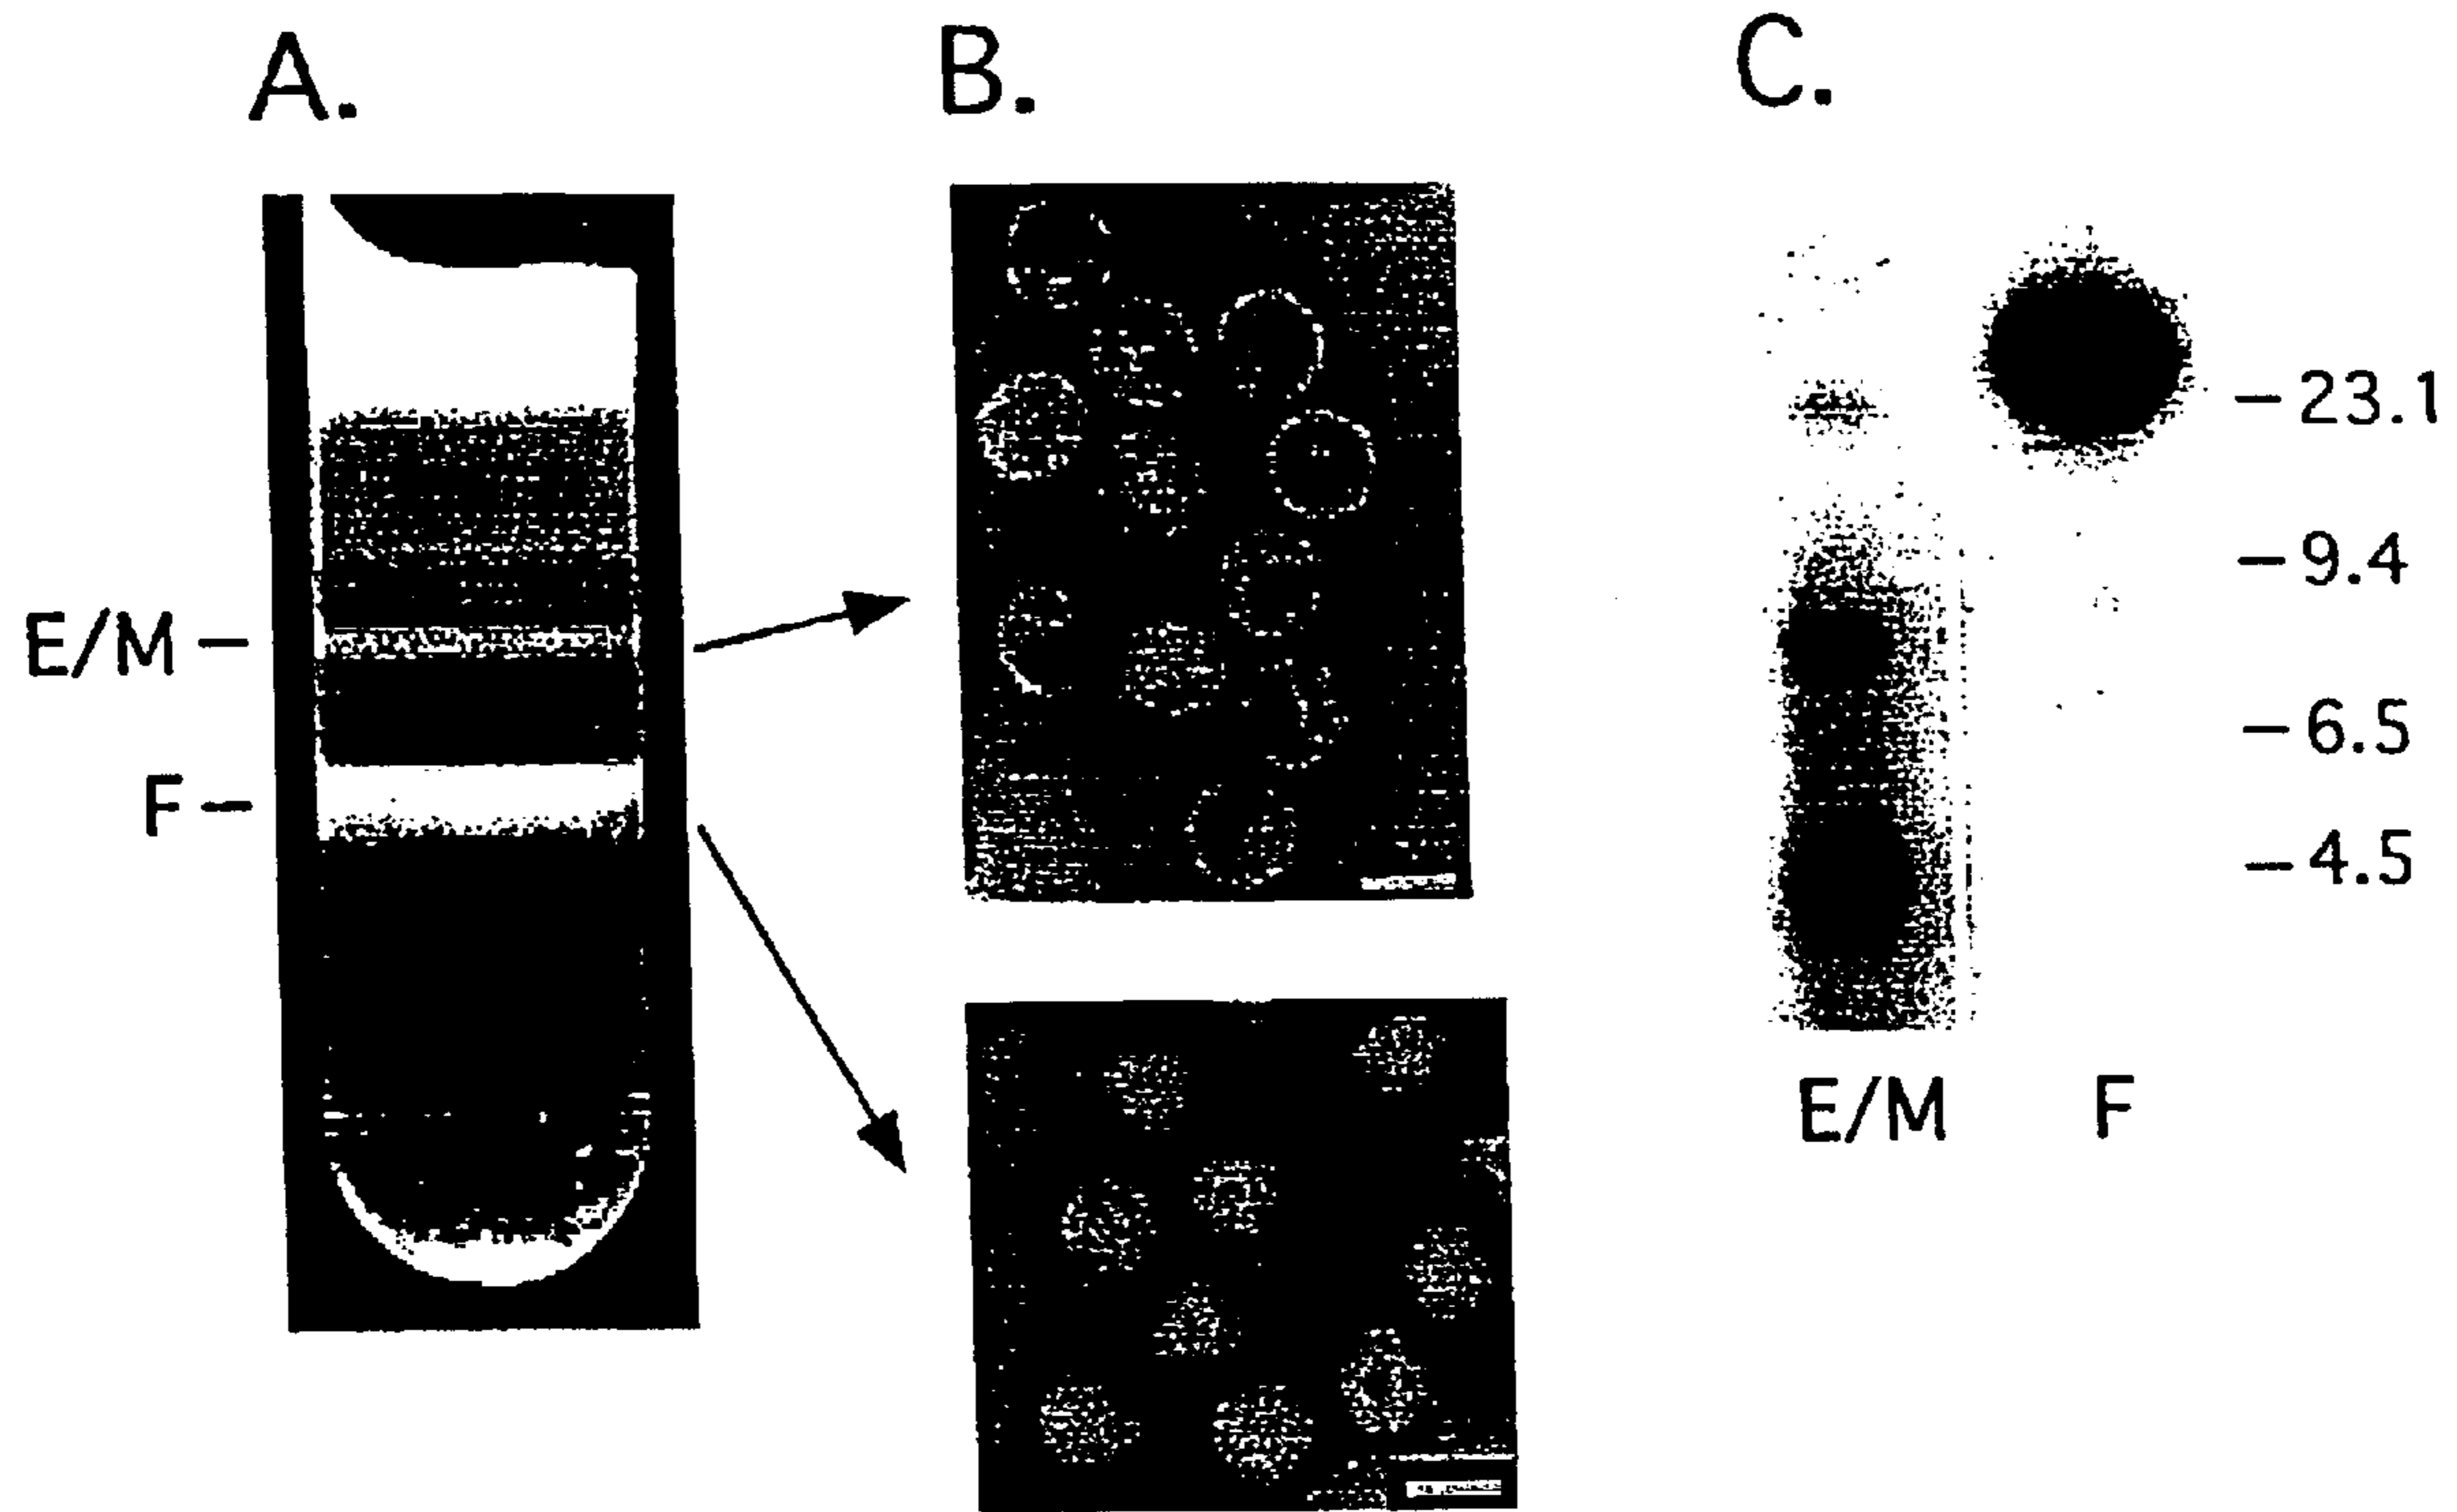 A.
B.
C.
E/M –
F –
– 23.1
– 9.4
– 6.5
– 4.5
E/M F